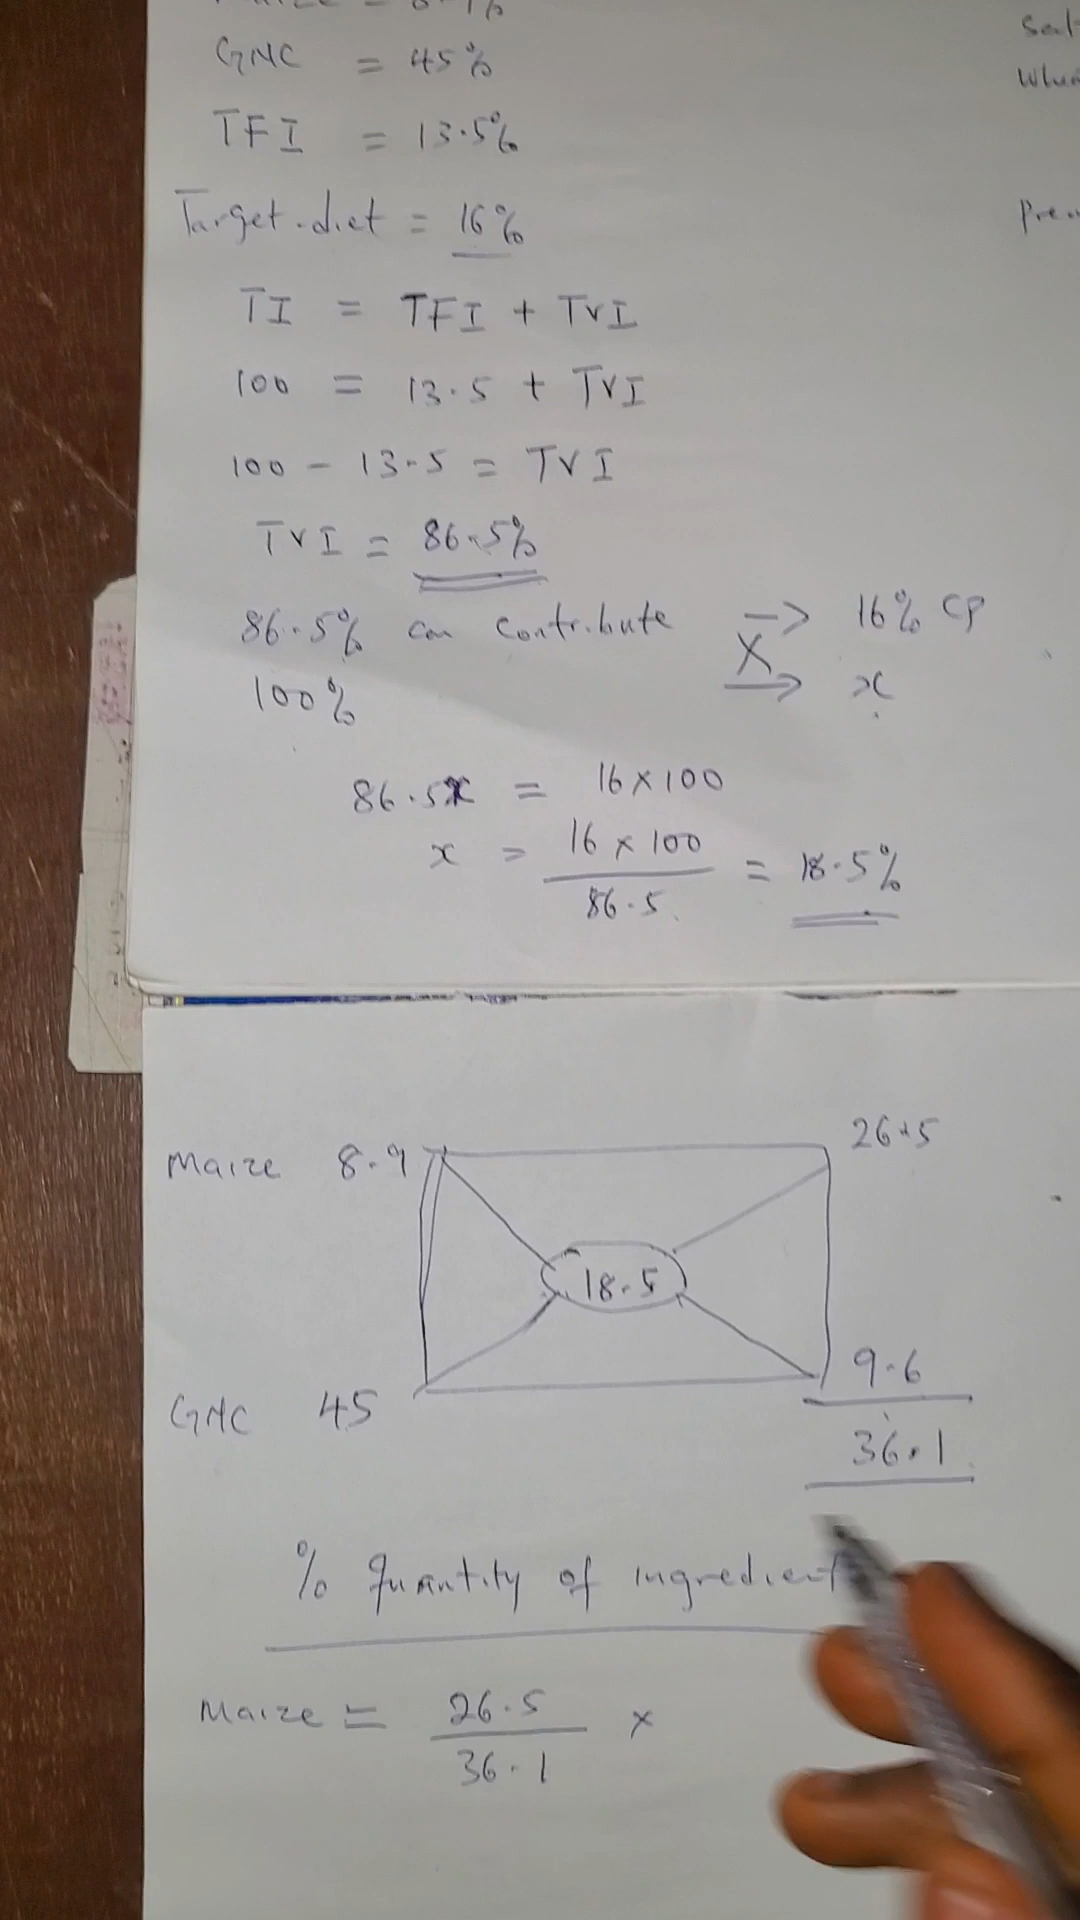 GNC = 45%
TFI = 13.5%
Target diet = 16%
TI = TFI + TVI
100 = 13.5 + TVI
100 - 13.5 = TVI
TVI = 86.5%
86.5% can contribute → 16% CP
100% X → x
86.5x = 16 x 100
x = 16 x 100 / 86.5 = 18.5%
Maize 8.9 26.5
18.5
GNC 45 9.6
36.1
% quantity of ingredient
Maize = 26.5 / 36.1 x